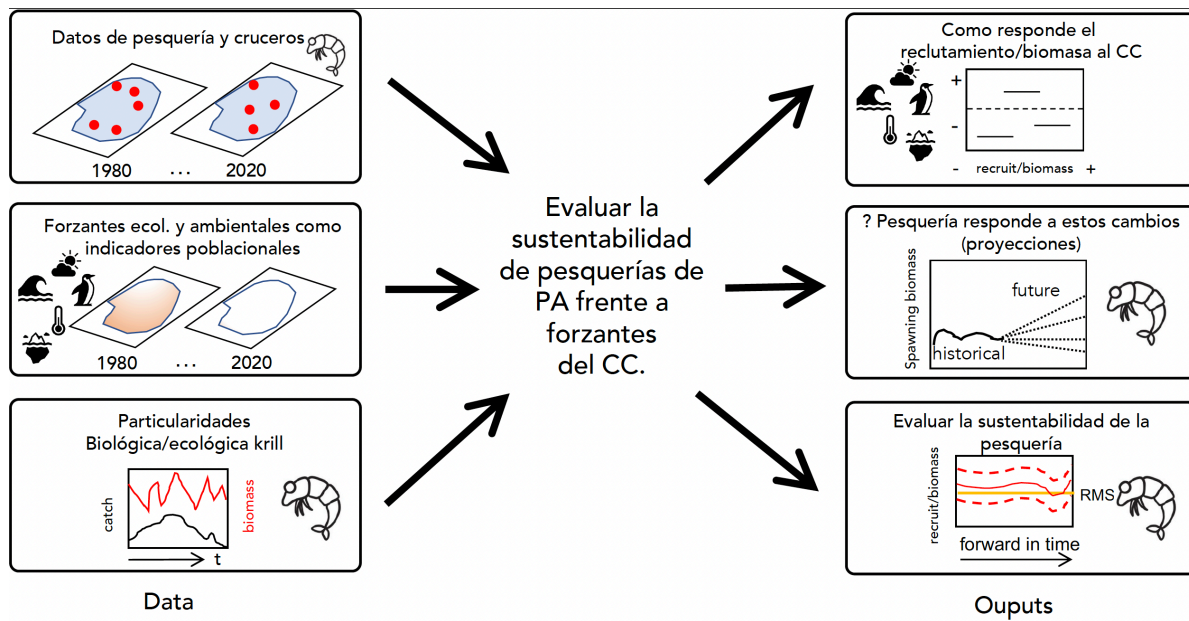 Datos de pesquería y cruceros
1980 ... 2020
Forzantes ecol. y ambientales como
indicadores poblacionales
1980 ... 2020
Particularidades
Biológica/ecológica krill
catch
biomass
t
Data
Evaluar la
sustentabilidad
de pesquerías de
PA frente a
forzantes
del CC.
Como responde el
reclutamiento/biomasa al CC
+
-
- recruit/biomass +
? Pesquería responde a estos cambios
(proyecciones)
Spawning biomass
future
historical
Evaluar la sustentabilidad de la
pesquería
recruit/biomass
RMS
forward in time
Ouputs